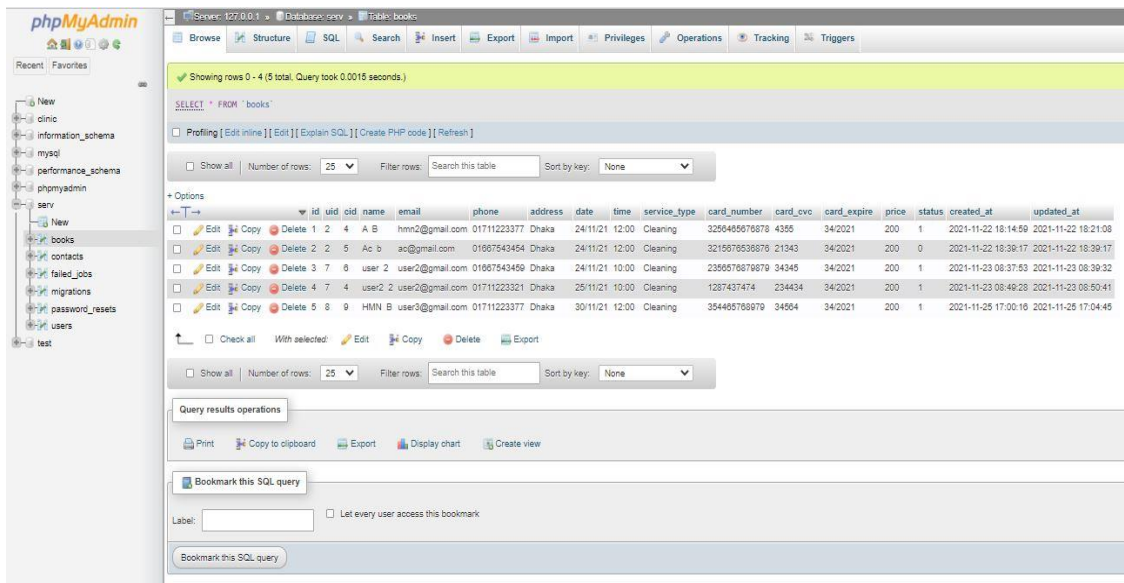 phpMyAdmin
Recent Favorites
New
clinic
information_schema
mysql
performance_schema
phpmyadmin
serv
New
books
contacts
failed_jobs
migrations
password_resets
users
test
Server: 127.0.0.1 » Database: serv » Table: books
Browse Structure SQL Search Insert Export Import Privileges Operations Tracking Triggers
Showing rows 0 - 4 (5 total, Query took 0.0015 seconds.)
SELECT * FROM `books`
Profiling [ Edit inline ] [ Edit ] [ Explain SQL ] [ Create PHP code ] [ Refresh ]
Show all | Number of rows: 25 Filter rows: Search this table Sort by key: None
+ Options
id uid cid name email phone address date time service_type card_number card_cvc card_expire price status created_at updated_at
Edit Copy Delete 1 2 4 A B hmn2@gmail.com 01711223377 Dhaka 24/11/21 12:00 Cleaning 3256465676878 4355 34/2021 200 1 2021-11-22 18:14:59 2021-11-22 18:21:08
Edit Copy Delete 2 2 5 Ac b ac@gmail.com 01667543454 Dhaka 24/11/21 12:00 Cleaning 3215676536876 21343 34/2021 200 0 2021-11-22 18:39:17 2021-11-22 18:39:17
Edit Copy Delete 3 7 6 user 2 user2@gmail.com 01667543459 Dhaka 24/11/21 10:00 Cleaning 2356576879879 34345 34/2021 200 1 2021-11-23 08:37:53 2021-11-23 08:39:32
Edit Copy Delete 4 7 4 user2 2 user2@gmail.com 01711223321 Dhaka 25/11/21 10:00 Cleaning 1287437474 234434 34/2021 200 1 2021-11-23 08:49:28 2021-11-23 08:50:41
Edit Copy Delete 5 8 9 HMN B user3@gmail.com 01711223377 Dhaka 30/11/21 12:00 Cleaning 354465768979 34564 34/2021 200 1 2021-11-25 17:00:16 2021-11-25 17:04:45
Check all With selected: Edit Copy Delete Export
Show all | Number of rows: 25 Filter rows: Search this table Sort by key: None
Query results operations
Print Copy to clipboard Export Display chart Create view
Bookmark this SQL query
Label: Let every user access this bookmark
Bookmark this SQL query